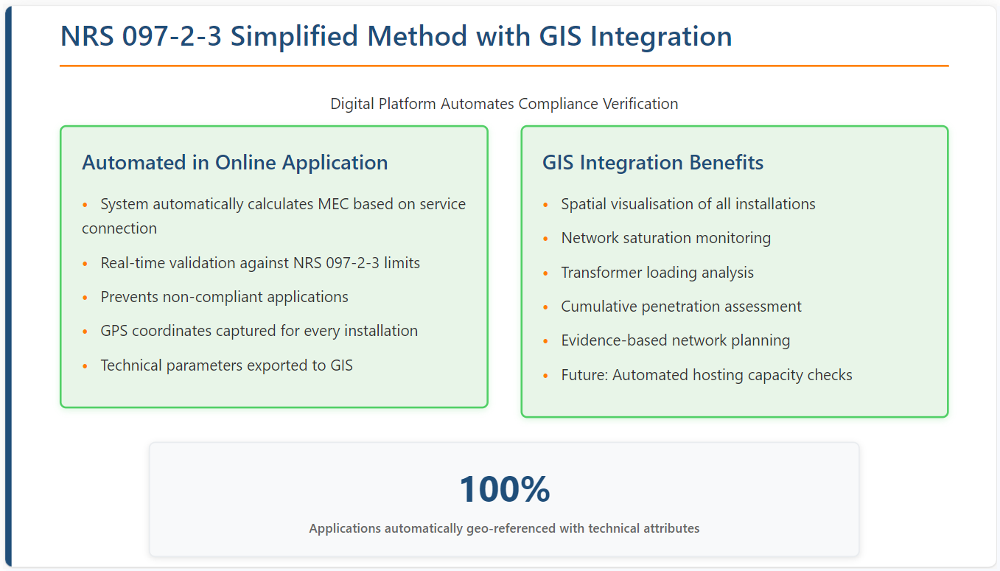 NRS 097-2-3 Simplified Method with GIS Integration
Digital Platform Automates Compliance Verification
Automated in Online Application
• System automatically calculates MEC based on service
connection
• Real-time validation against NRS 097-2-3 limits
• Prevents non-compliant applications
• GPS coordinates captured for every installation
• Technical parameters exported to GIS
GIS Integration Benefits
• Spatial visualisation of all installations
• Network saturation monitoring
• Transformer loading analysis
• Cumulative penetration assessment
• Evidence-based network planning
• Future: Automated hosting capacity checks
100%
Applications automatically geo-referenced with technical attributes